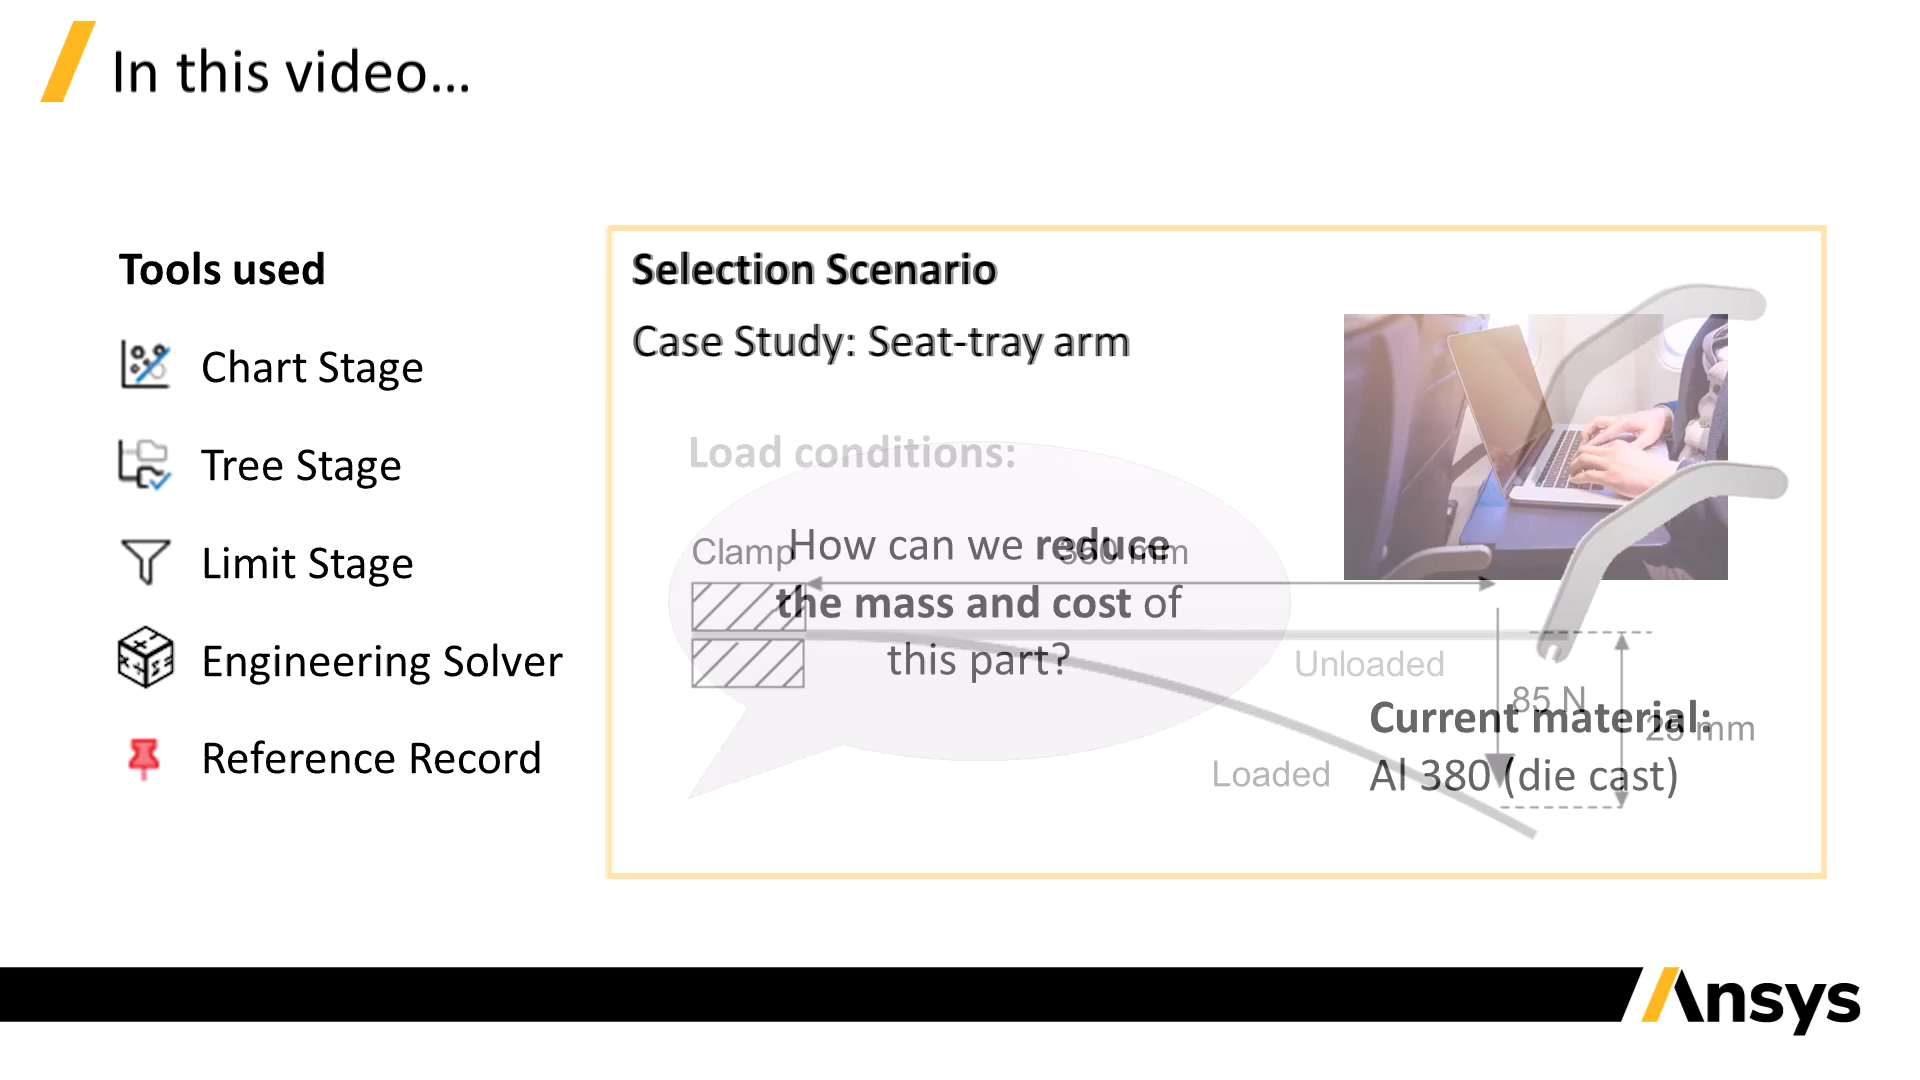 In this video...
Tools used
Chart Stage
Tree Stage
Limit Stage
Engineering Solver
Reference Record
Selection Scenario
Case Study: Seat-tray arm
Load conditions:
Clamp
How can we reduce
the mass and cost of
this part?
Unloaded
85 N
Loaded
Current material:
Al 380 (die cast)
Ansys